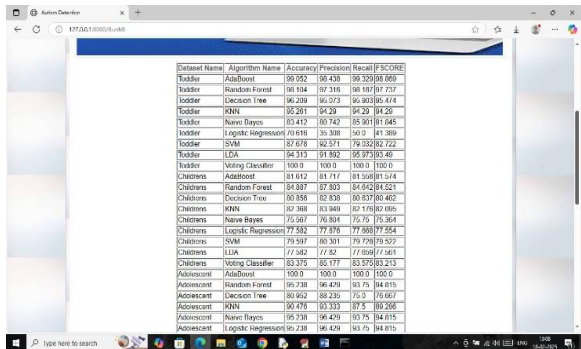 Autism Detection
127.0.0.1:8000/RunML
Dataset Name Algorithm Name Accuracy Precision Recall FSCORE
Toddler AdaBoost 99.052 98.438 99.329 98.869
Toddler Random Forest 98.104 97.316 98.187 97.737
Toddler Decision Tree 96.209 95.073 95.903 95.474
Toddler KNN 95.261 94.29 94.29 94.29
Toddler Naive Bayes 83.412 80.742 85.901 81.845
Toddler Logistic Regression 70.616 35.308 50.0 41.389
Toddler SVM 87.678 92.571 79.032 82.722
Toddler LDA 94.313 91.892 95.973 93.49
Toddler Voting Classifier 100.0 100.0 100.0 100.0
Childrens AdaBoost 81.612 81.717 81.558 81.574
Childrens Random Forest 84.887 87.803 84.642 84.521
Childrens Decision Tree 80.856 82.838 80.637 80.482
Childrens KNN 82.368 83.949 82.176 82.095
Childrens Naive Bayes 75.567 76.804 75.75 75.364
Childrens Logistic Regression 77.582 77.876 77.668 77.554
Childrens SVM 79.597 80.301 79.726 79.522
Childrens LDA 77.582 77.82 77.659 77.561
Childrens Voting Classifier 83.375 85.177 83.575 83.213
Adolescent AdaBoost 100.0 100.0 100.0 100.0
Adolescent Random Forest 95.238 96.429 93.75 94.815
Adolescent Decision Tree 80.952 88.235 75.0 76.667
Adolescent KNN 90.476 93.333 87.5 89.286
Adolescent Naive Bayes 95.238 96.429 93.75 94.815
Adolescent Logistic Regression 95.238 96.429 93.75 94.815
Type here to search
ENG
13:08
18-02-2025